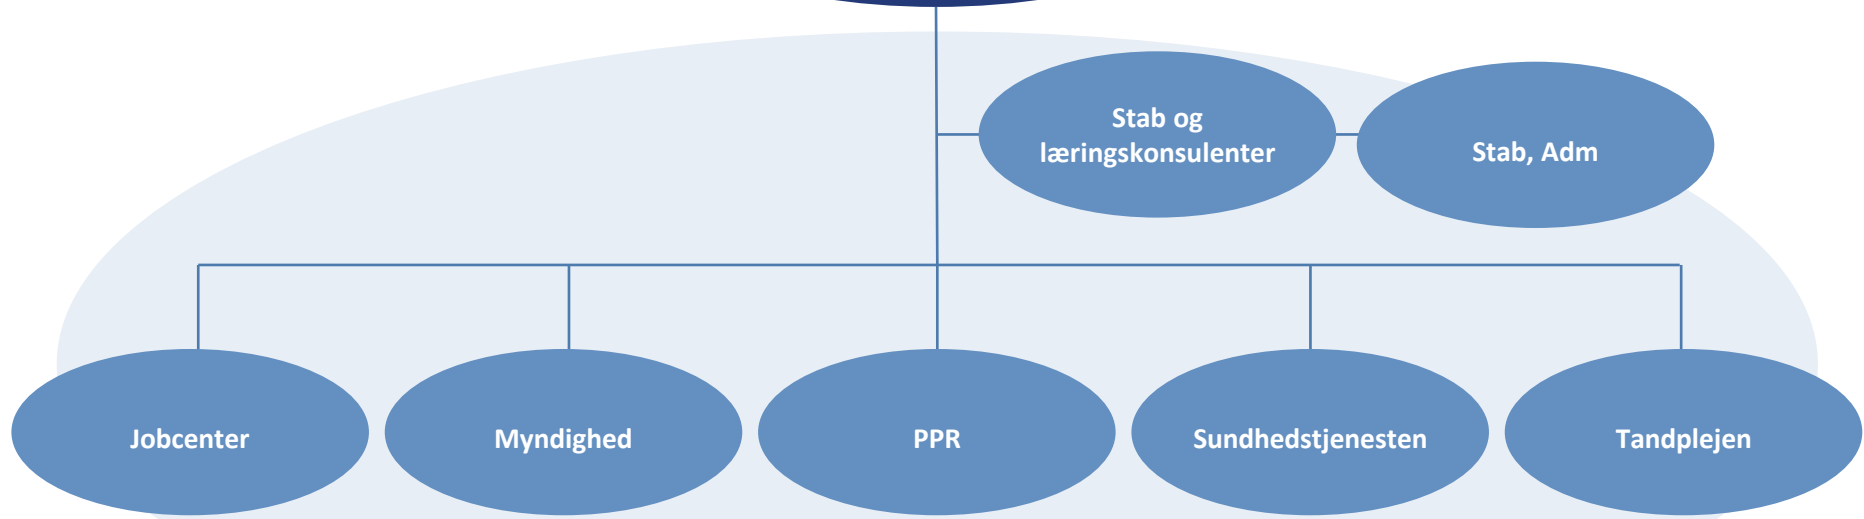 Stab og
læringskonsulenter
Stab, Adm
Jobcenter
Myndighed
PPR
Sundhedstjenesten
Tandplejen